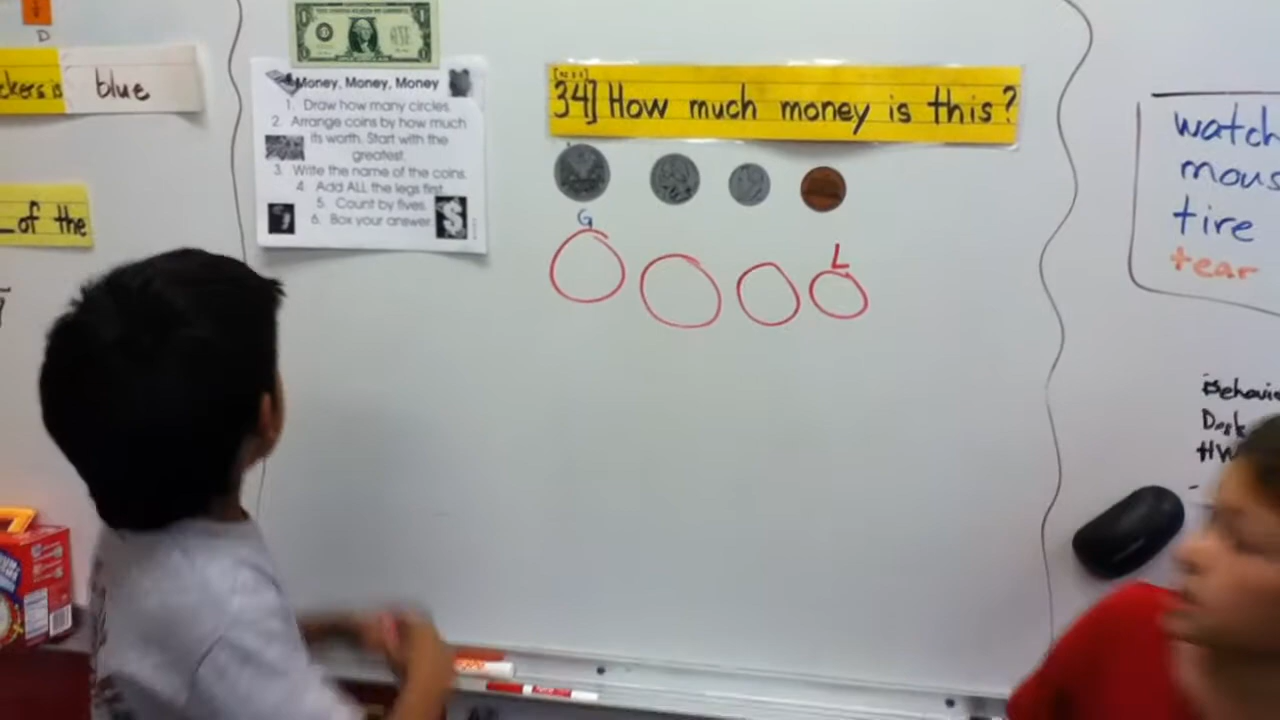 D
ckers is blue
of the
Money, Money, Money
1. Draw how many circles.
2. Arrange coins by how much
its worth. Start with the
greatest.
3. Write the name of the coins.
4. Add ALL the legs first.
5. Count by fives.
6. Box your answer.
34] How much money is this?
G
L
watch
mous
tire
tear
Behavi
Desk
HW